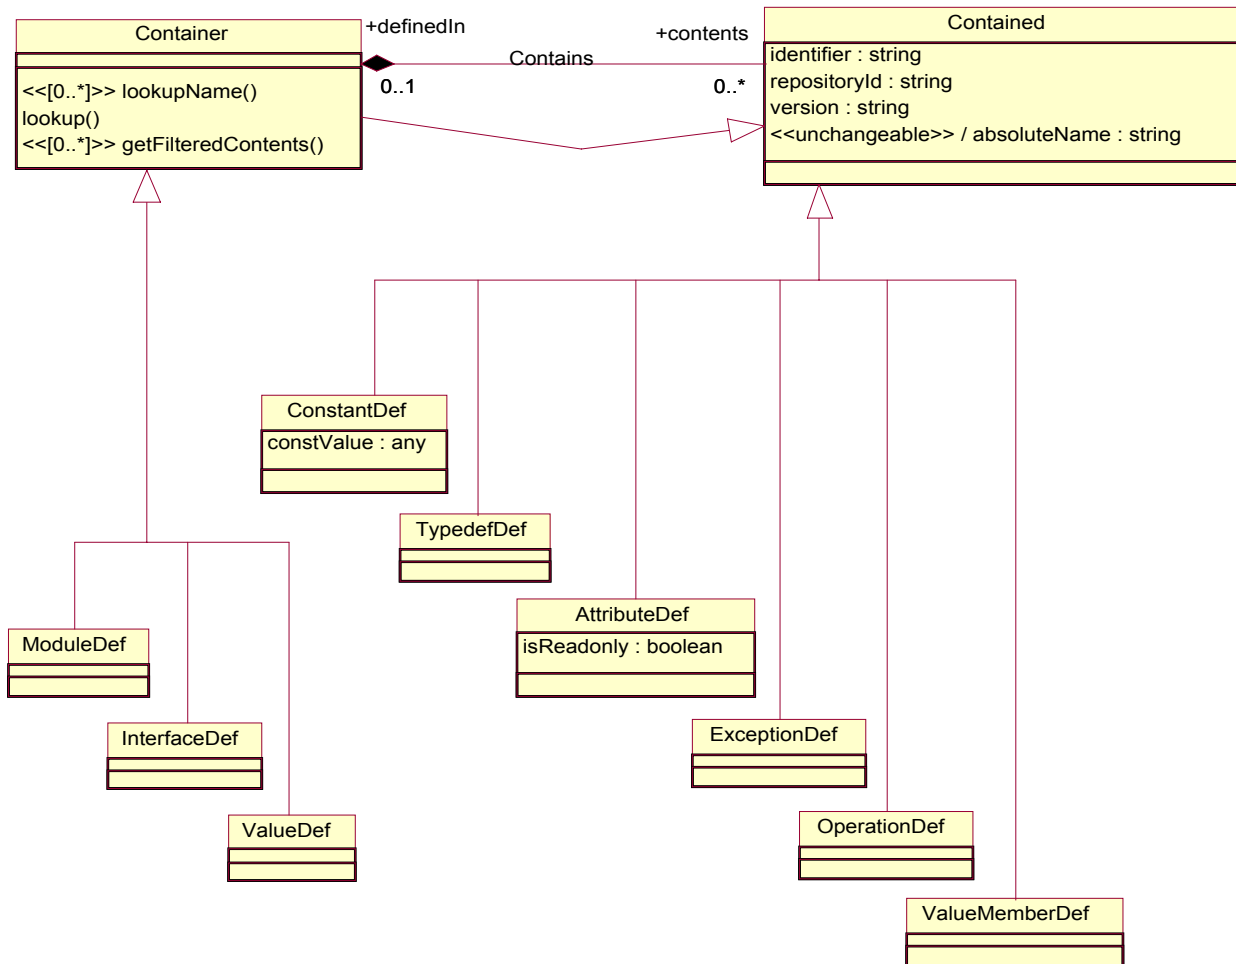 Container
<<[0..*]>> lookupName()
lookup()
<<[0..*]>> getFilteredContents()
+definedIn
0..1
Contains
+contents
0..*
Contained
identifier : string
repositoryId : string
version : string
<<unchangeable>> / absoluteName : string
ConstantDef
constValue : any
TypedefDef
AttributeDef
isReadonly : boolean
ModuleDef
InterfaceDef
ExceptionDef
ValueDef
OperationDef
ValueMemberDef